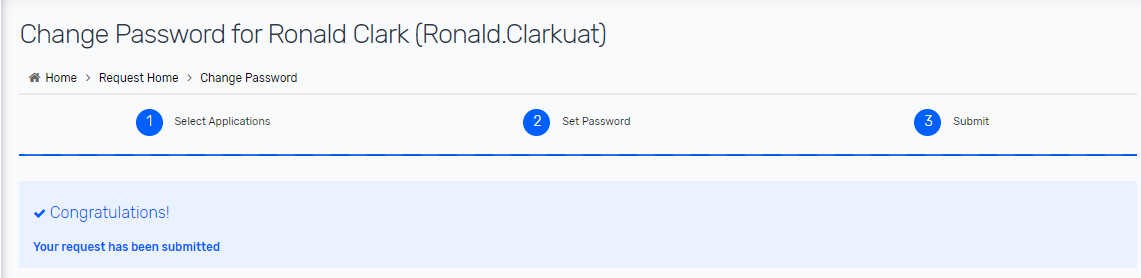 Change Password for Ronald Clark (Ronald.Clarkuat)
Home > Request Home > Change Password
1 Select Applications 2 Set Password 3 Submit
Congratulations!
Your request has been submitted